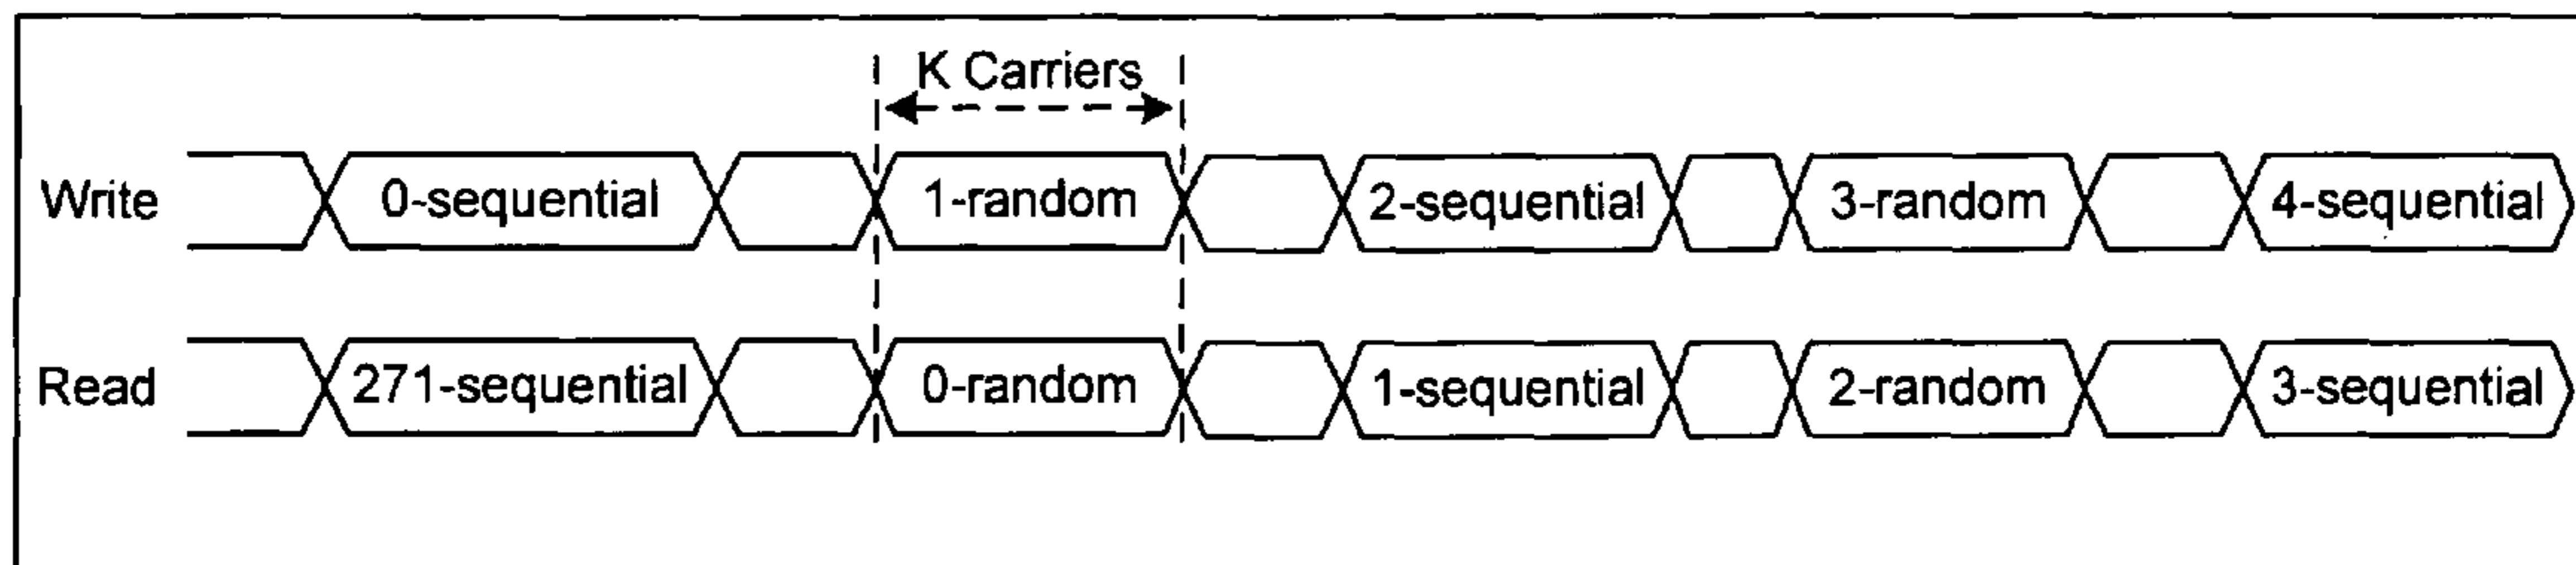 K Carriers
Write 0-sequential 1-random 2-sequential 3-random 4-sequential
Read 271-sequential 0-random 1-sequential 2-random 3-sequential